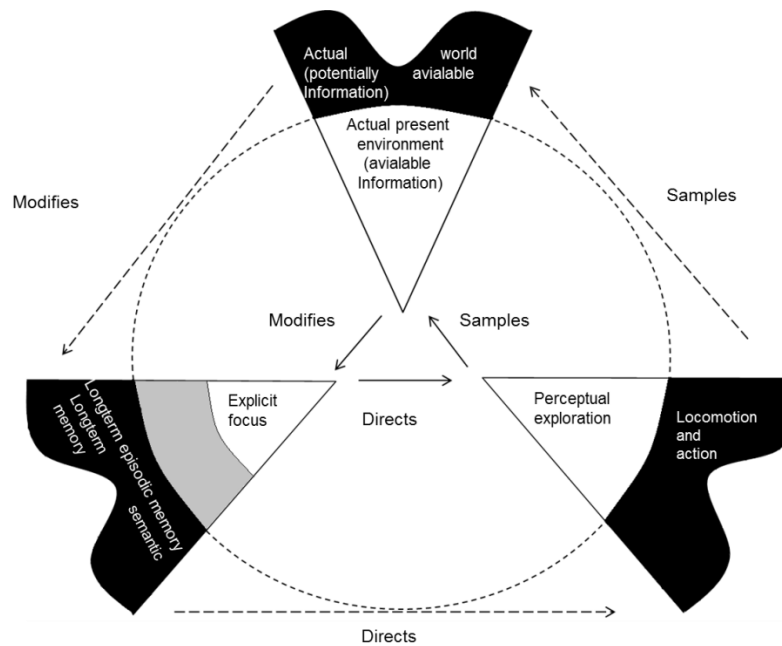 Actual world
(potentially avialable
Information)
Actual present
environment
(avialable
Information)
Modifies
Samples
Modifies
Samples
Explicit
focus
Directs
Perceptual
exploration
Locomotion
and
action
Longterm episodic memory
Longterm semantic
memory
Directs